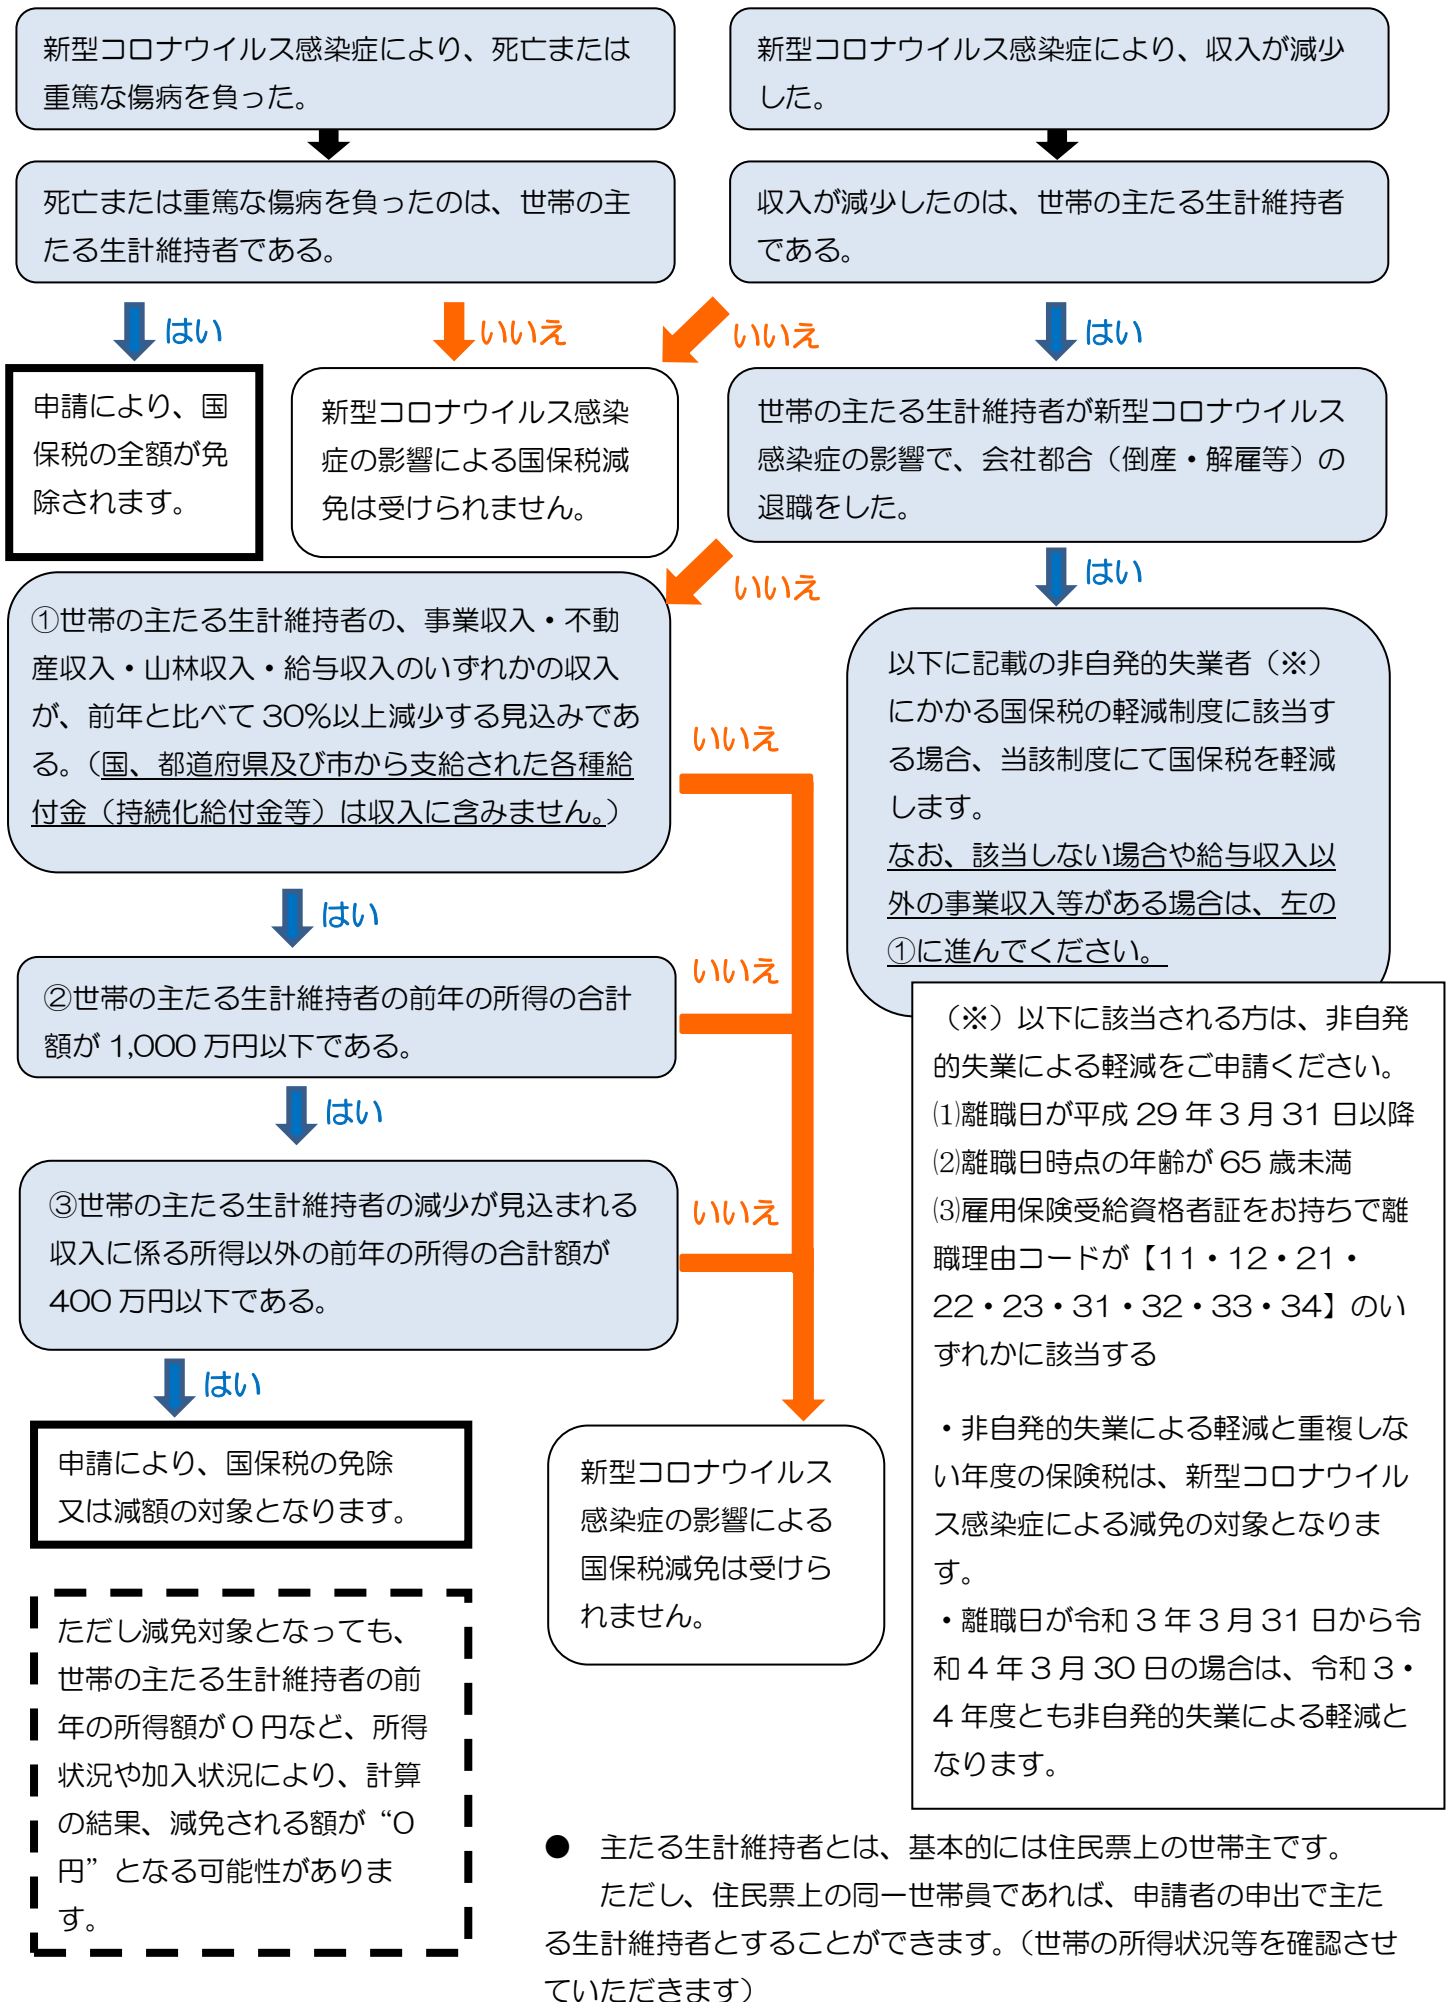 新型コロナウイルス感染症により、死亡または
重篤な傷病を負った。
新型コロナウイルス感染症により、収入が減少
した。
死亡または重篤な傷病を負ったのは、世帯の主
たる生計維持者である。
収入が減少したのは、世帯の主たる生計維持者
である。
はい
いいえ
いいえ
はい
申請により、国
保税の全額が免
除されます。
新型コロナウイルス感染
症の影響による国保税減
免は受けられません。
世帯の主たる生計維持者が新型コロナウイルス
感染症の影響で、会社都合（倒産・解雇等）の
退職をした。
いいえ
はい
①世帯の主たる生計維持者の、事業収入・不動
産収入・山林収入・給与収入のいずれかの収入
が、前年と比べて30%以上減少する見込みであ
る。（国、都道府県及び市から支給された各種給
付金（持続化給付金等）は収入に含みません。）
いいえ
以下に記載の非自発的失業者（※）
にかかる国保税の軽減制度に該当す
る場合、当該制度にて国保税を軽減
します。
なお、該当しない場合や給与収入以
外の事業収入等がある場合は、左の
①に進んでください。
はい
②世帯の主たる生計維持者の前年の所得の合計
額が1,000万円以下である。
いいえ
はい
③世帯の主たる生計維持者の減少が見込まれる
収入に係る所得以外の前年の所得の合計額が
400万円以下である。
いいえ
はい
申請により、国保税の免除
又は減額の対象となります。
新型コロナウイルス
感染症の影響による
国保税減免は受けら
れません。
ただし減免対象となっても、
世帯の主たる生計維持者の前
年の所得額が0円など、所得
状況や加入状況により、計算
の結果、減免される額が“0
円”となる可能性がありま
す。
（※）以下に該当される方は、非自発
的失業による軽減をご申請ください。
⑴離職日が平成29年3月31日以降
⑵離職日時点の年齢が65歳未満
⑶雇用保険受給資格者証をお持ちで離
職理由コードが【11・12・21・
22・23・31・32・33・34】のい
ずれかに該当する
・非自発的失業による軽減と重複しな
い年度の保険税は、新型コロナウイル
ス感染症による減免の対象となりま
す。
・離職日が令和3年3月31日から令
和4年3月30日の場合は、令和3・
4年度とも非自発的失業による軽減と
なります。
● 主たる生計維持者とは、基本的には住民票上の世帯主です。
ただし、住民票上の同一世帯員であれば、申請者の申出で主た
る生計維持者とすることができます。（世帯の所得状況等を確認させ
ていただきます）